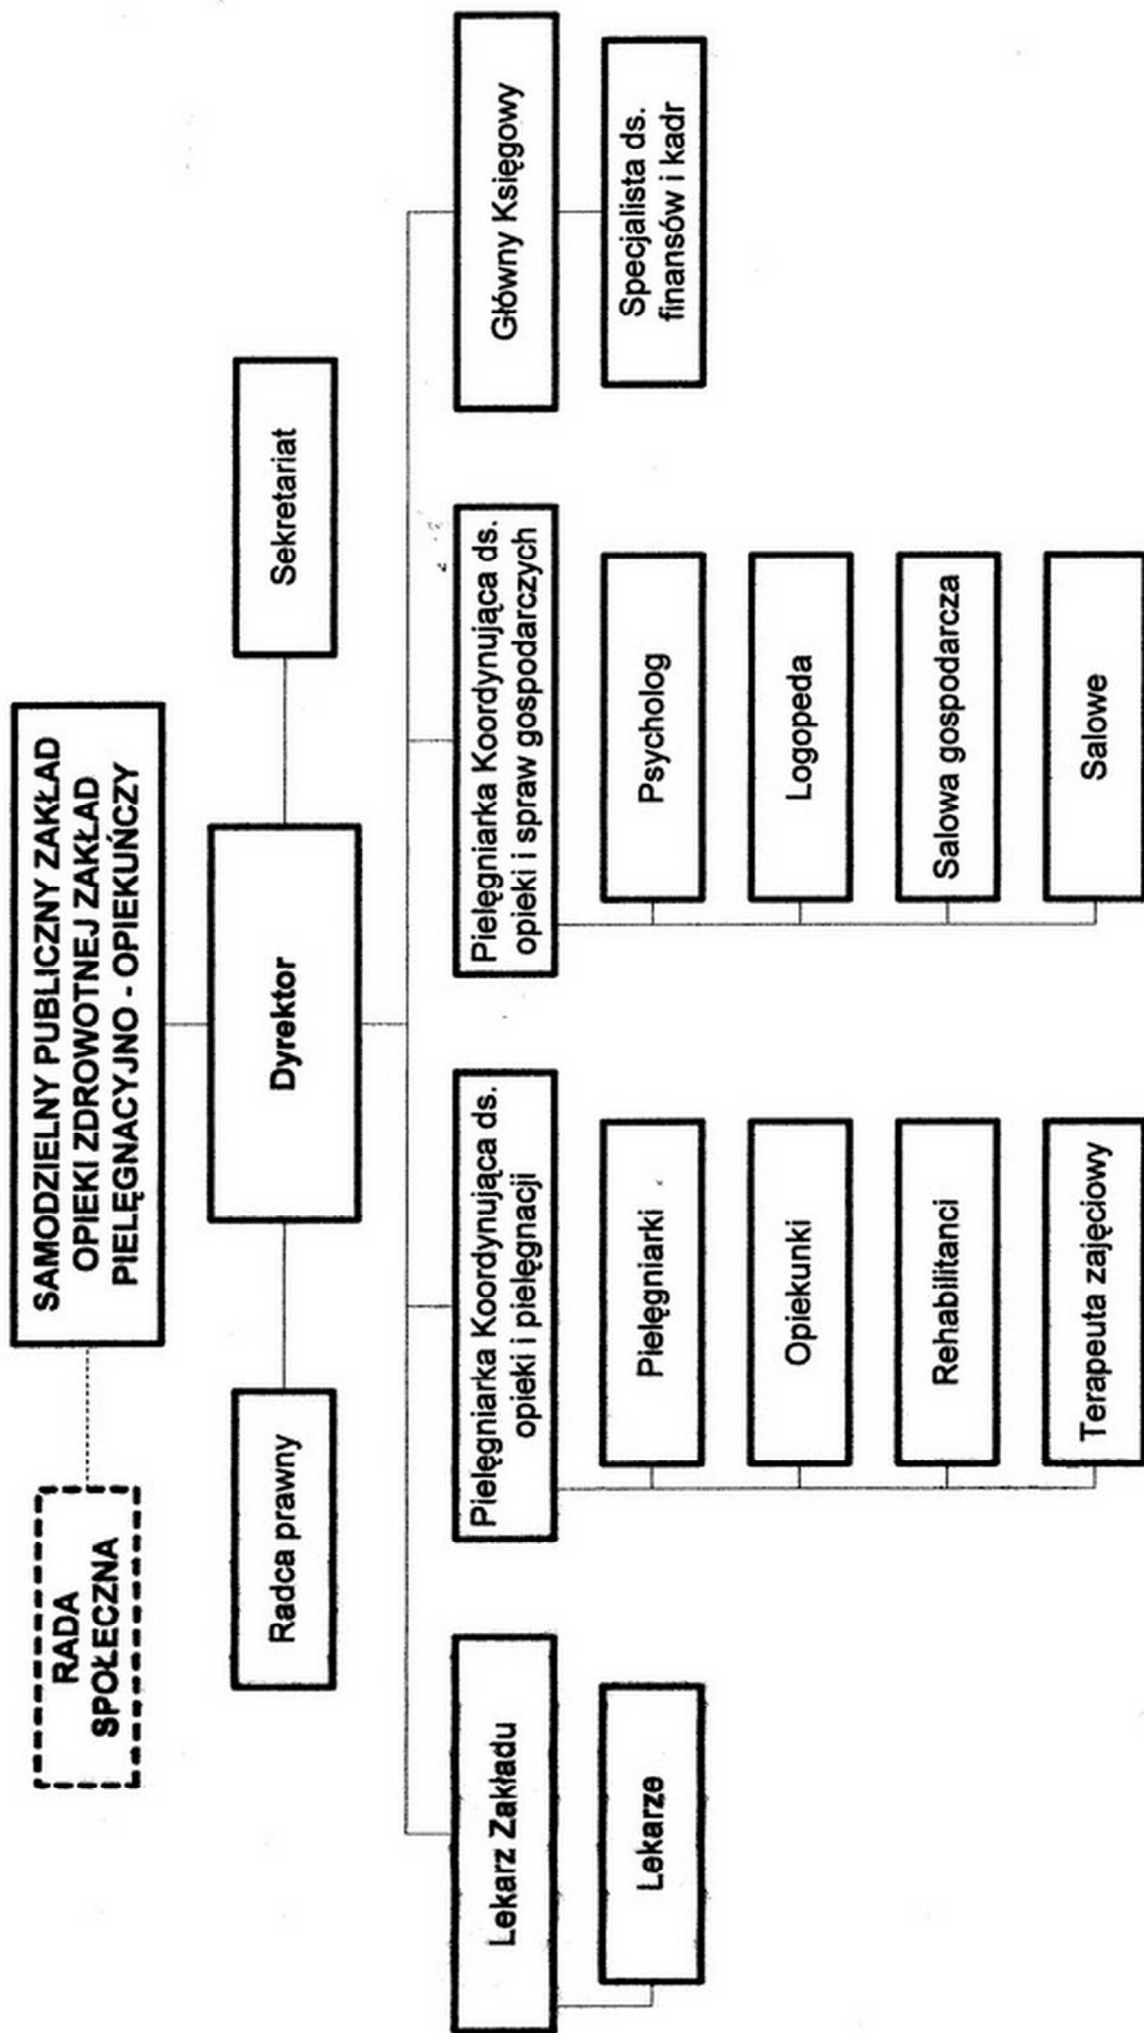 RADA
SPOŁECZNA
SAMODZIELNY PUBLICZNY ZAKŁAD
OPIEKI ZDROWOTNEJ ZAKŁAD
PIELĘGNACYJNO - OPIEKUŃCZY
Radca prawny
Dyrektor
Sekretariat
Lekarz Zakładu
Lekarze
Pielęgniarka Koordynująca ds.
opieki i pielęgnacji
Pielęgniarki
Opiekunki
Rehabilitanci
Terapeuta zajęciowy
Pielęgniarka Koordynująca ds.
opieki i spraw gospodarczych
Psycholog
Logopeda
Salowa gospodarcza
Salowe
Główny Księgowy
Specjalista ds.
finansów i kadr